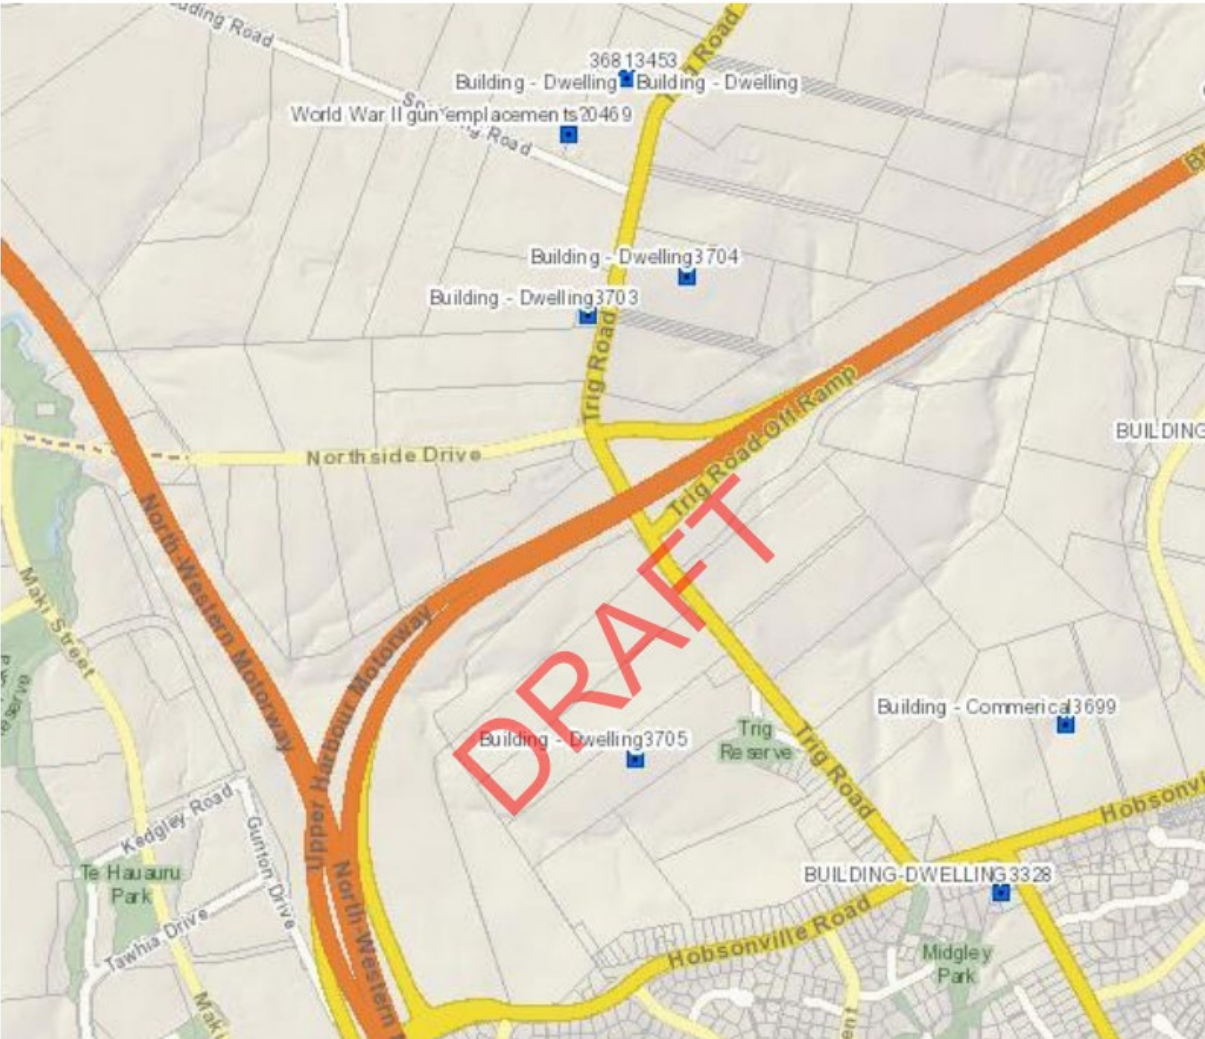 uding Road
Road
36813453
Building - Dwelling
Building - Dwelling
World War II gun emplacements20469
Road
Building - Dwelling3704
Building - Dwelling3703
Trig Road
Trig Road Off Ramp
BUILDING
Northside Drive
North-Western Motorway
Maki Street
Upper Harbour Motorway
DRAFT
Building - Dwelling3705
Building - Commerical3699
Trig
Reserve
Trig Road
Hobsonvi
Kedgley Road
Gunton Drive
Te Hauauru
Park
Tawhia Drive
North-Western
BUILDING-DWELLING3328
Hobsonville Road
Midgley
Park
Maki
ent